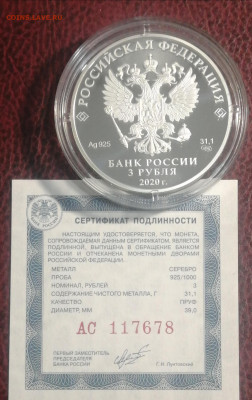 COINSS.RU
РОССИЙСКАЯ ФЕДЕРАЦИЯ
Ag 925
31,1
БАНК РОССИИ
3 РУБЛЯ
2020 г.
СЕРТИФИКАТ ПОДЛИННОСТИ
НАСТОЯЩИМ УДОСТОВЕРЯЕТСЯ, ЧТО МОНЕТА,
СОПРОВОЖДАЕМАЯ ДАННЫМ СЕРТИФИКАТОМ, ЯВЛЯЕТСЯ
ПОДЛИННОЙ, ВЫПУЩЕНА В ОБРАЩЕНИЕ БАНКОМ
РОССИИ И ОТЧЕКАНЕНА МОНЕТНЫМИ ДВОРАМИ
РОССИЙСКОЙ ФЕДЕРАЦИИ.
МЕТАЛЛ СЕРЕБРО
ПРОБА 925/1000
НОМИНАЛ, РУБЛЕЙ 3
СОДЕРЖАНИЕ ЧИСТОГО МЕТАЛЛА, Г 31,1
КАЧЕСТВО ПРУФ
ДИАМЕТР, ММ 39,0
АС 117678
ПЕРВЫЙ ЗАМЕСТИТЕЛЬ
ПРЕДСЕДАТЕЛЯ
БАНКА РОССИИ